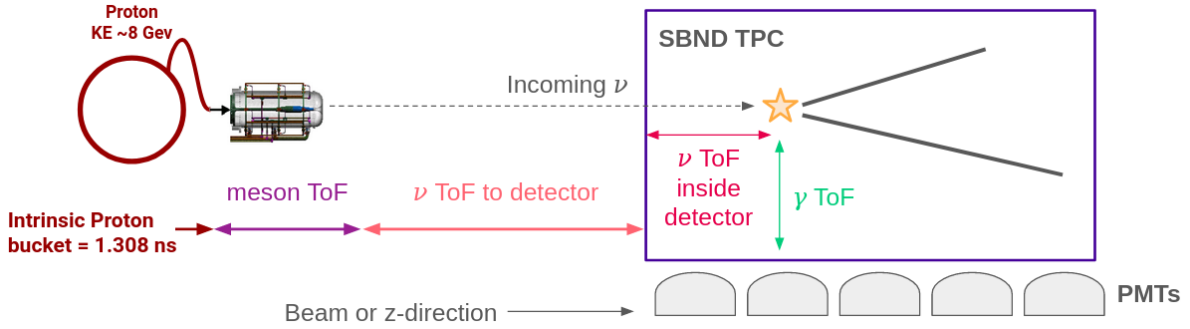 Proton
KE ~8 Gev
SBND TPC
Incoming ν
ν ToF
inside
detector
γ ToF
meson ToF
ν ToF to detector
Intrinsic Proton
bucket = 1.308 ns
PMTs
Beam or z-direction